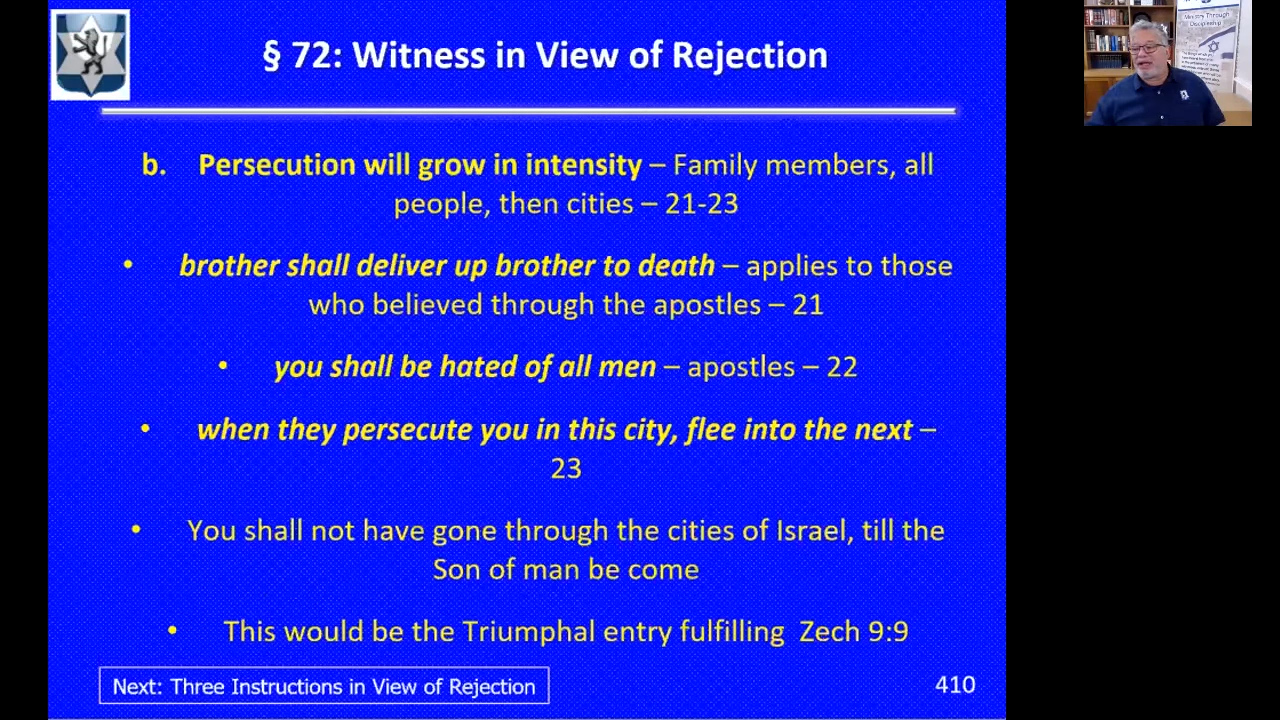 § 72: Witness in View of Rejection
b. Persecution will grow in intensity – Family members, all
people, then cities – 21-23
• brother shall deliver up brother to death – applies to those
who believed through the apostles – 21
• you shall be hated of all men – apostles – 22
• when they persecute you in this city, flee into the next –
23
• You shall not have gone through the cities of Israel, till the
Son of man be come
• This would be the Triumphal entry fulfilling Zech 9:9
Next: Three Instructions in View of Rejection
410
Ministry Through
Discipleship